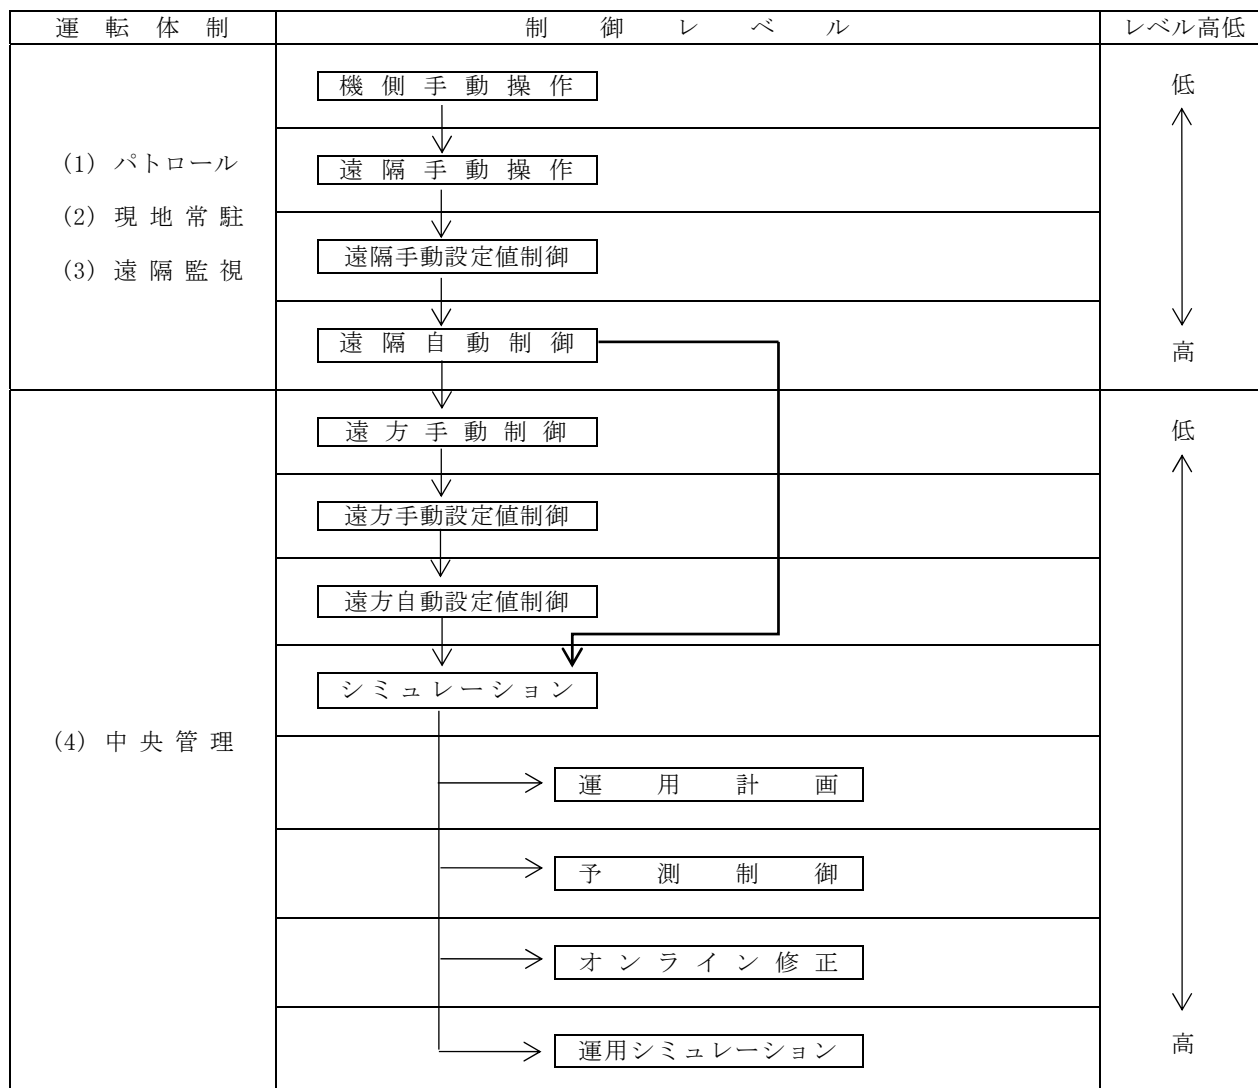 運転体制 制御レベル レベル高低
機側手動操作 低
(1) パトロール 遠隔手動操作
(2) 現地常駐
(3) 遠隔監視 遠隔手動設定値制御
遠隔自動制御 高
遠方手動制御 低
遠方手動設定値制御
遠方自動設定値制御
シミュレーション
(4) 中央管理
運用計画
予測制御
オンライン修正
運用シミュレーション 高